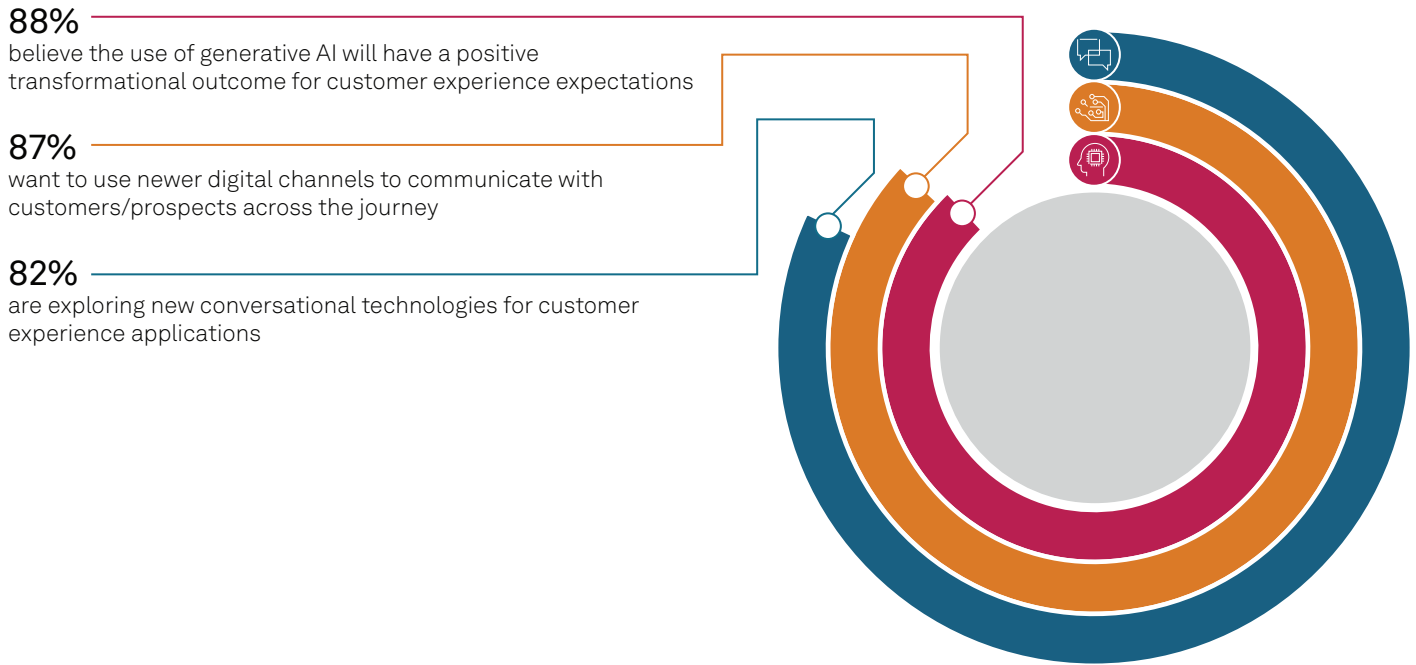 88%
believe the use of generative AI will have a positive
transformational outcome for customer experience expectations
87%
want to use newer digital channels to communicate with
customers/prospects across the journey
82%
are exploring new conversational technologies for customer
experience applications